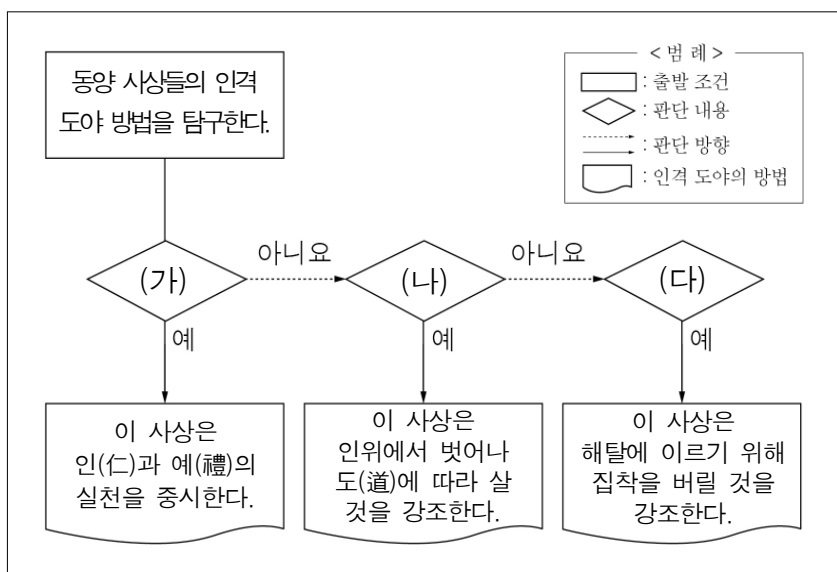 동양 사상들의 인격
도야 방법을 탐구한다.
< 범 례 >
: 출발 조건
: 판단 내용
: 판단 방향
: 인격 도야의 방법
(가)
아니요
(나)
아니요
(다)
예
예
예
이 사상은
인(仁)과 예(禮)의
실천을 중시한다.
이 사상은
인위에서 벗어나
도(道)에 따라 살
것을 강조한다.
이 사상은
해탈에 이르기 위해
집착을 버릴 것을
강조한다.